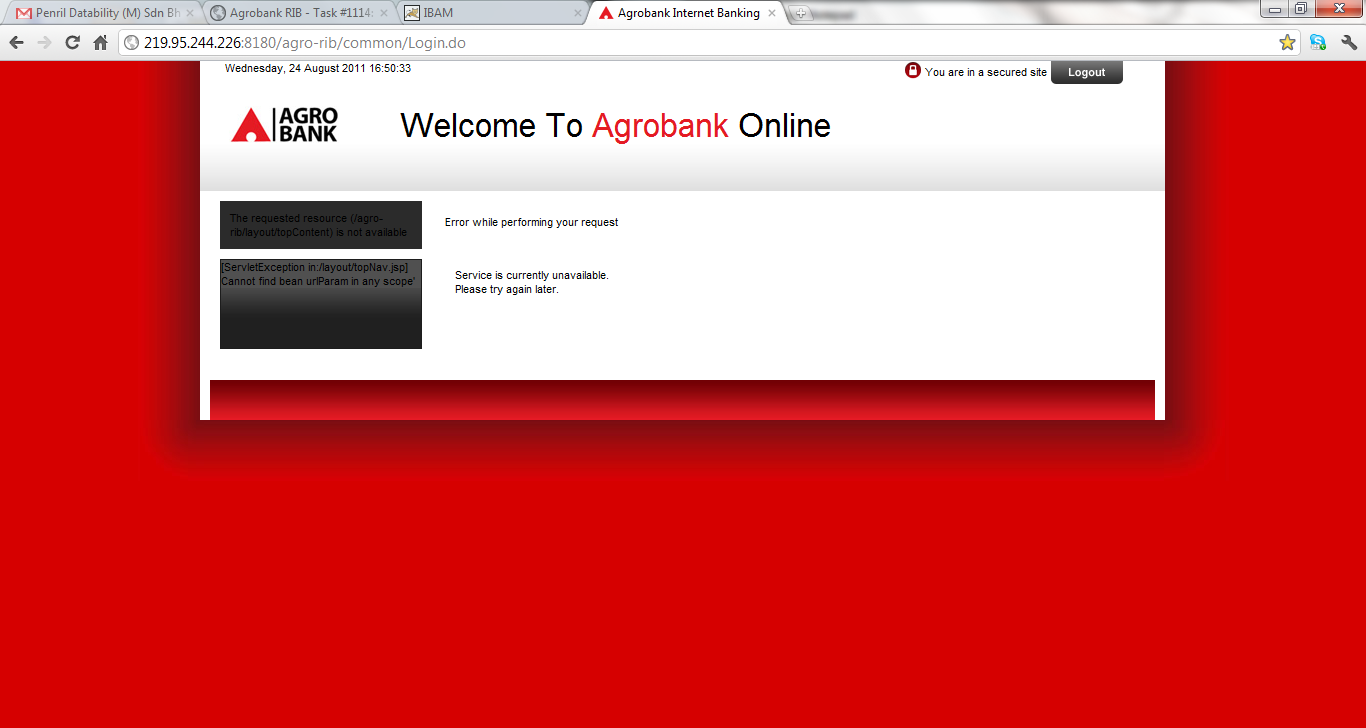 Penril Datability (M) Sdn Bh
Agrobank RIB - Task #1114:
IBAM
Agrobank Internet Banking
219.95.244.226:8180/agro-rib/common/Login.do
Wednesday, 24 August 2011 16:50:33
You are in a secured site
Logout
AGRO
BANK
Welcome To Agrobank Online
The requested resource (/agro-
rib/layout/topContent) is not available
Error while performing your request
[ServletException in:/layout/topNav.jsp]
Cannot find bean urlParam in any scope'
Service is currently unavailable.
Please try again later.